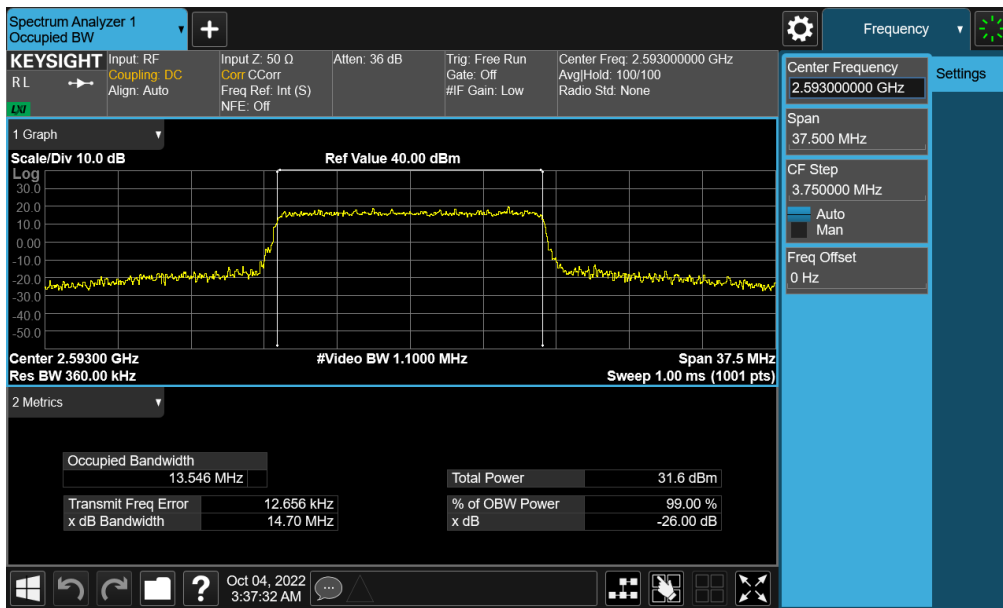 Spectrum Analyzer 1
Occupied BW
+
Frequency
KEYSIGHT
R L
LXI
Input: RF
Coupling: DC
Align: Auto
Input Z: 50 Ω
Corr CCorr
Freq Ref: Int (S)
NFE: Off
Atten: 36 dB
Trig: Free Run
Gate: Off
#IF Gain: Low
Center Freq: 2.593000000 GHz
Avg|Hold: 100/100
Radio Std: None
Center Frequency
2.593000000 GHz
Settings
Span
37.500 MHz
CF Step
3.750000 MHz
Auto
Man
Freq Offset
0 Hz
1 Graph
Scale/Div 10.0 dB
Ref Value 40.00 dBm
Log
30.0
20.0
10.0
0.00
-10.0
-20.0
-30.0
-40.0
-50.0
Center 2.59300 GHz
#Video BW 1.1000 MHz
Span 37.5 MHz
Res BW 360.00 kHz
Sweep 1.00 ms (1001 pts)
2 Metrics
Occupied Bandwidth
13.546 MHz
Total Power 31.6 dBm
Transmit Freq Error 12.656 kHz
% of OBW Power 99.00 %
x dB Bandwidth 14.70 MHz
x dB -26.00 dB
?
Oct 04, 2022
3:37:32 AM